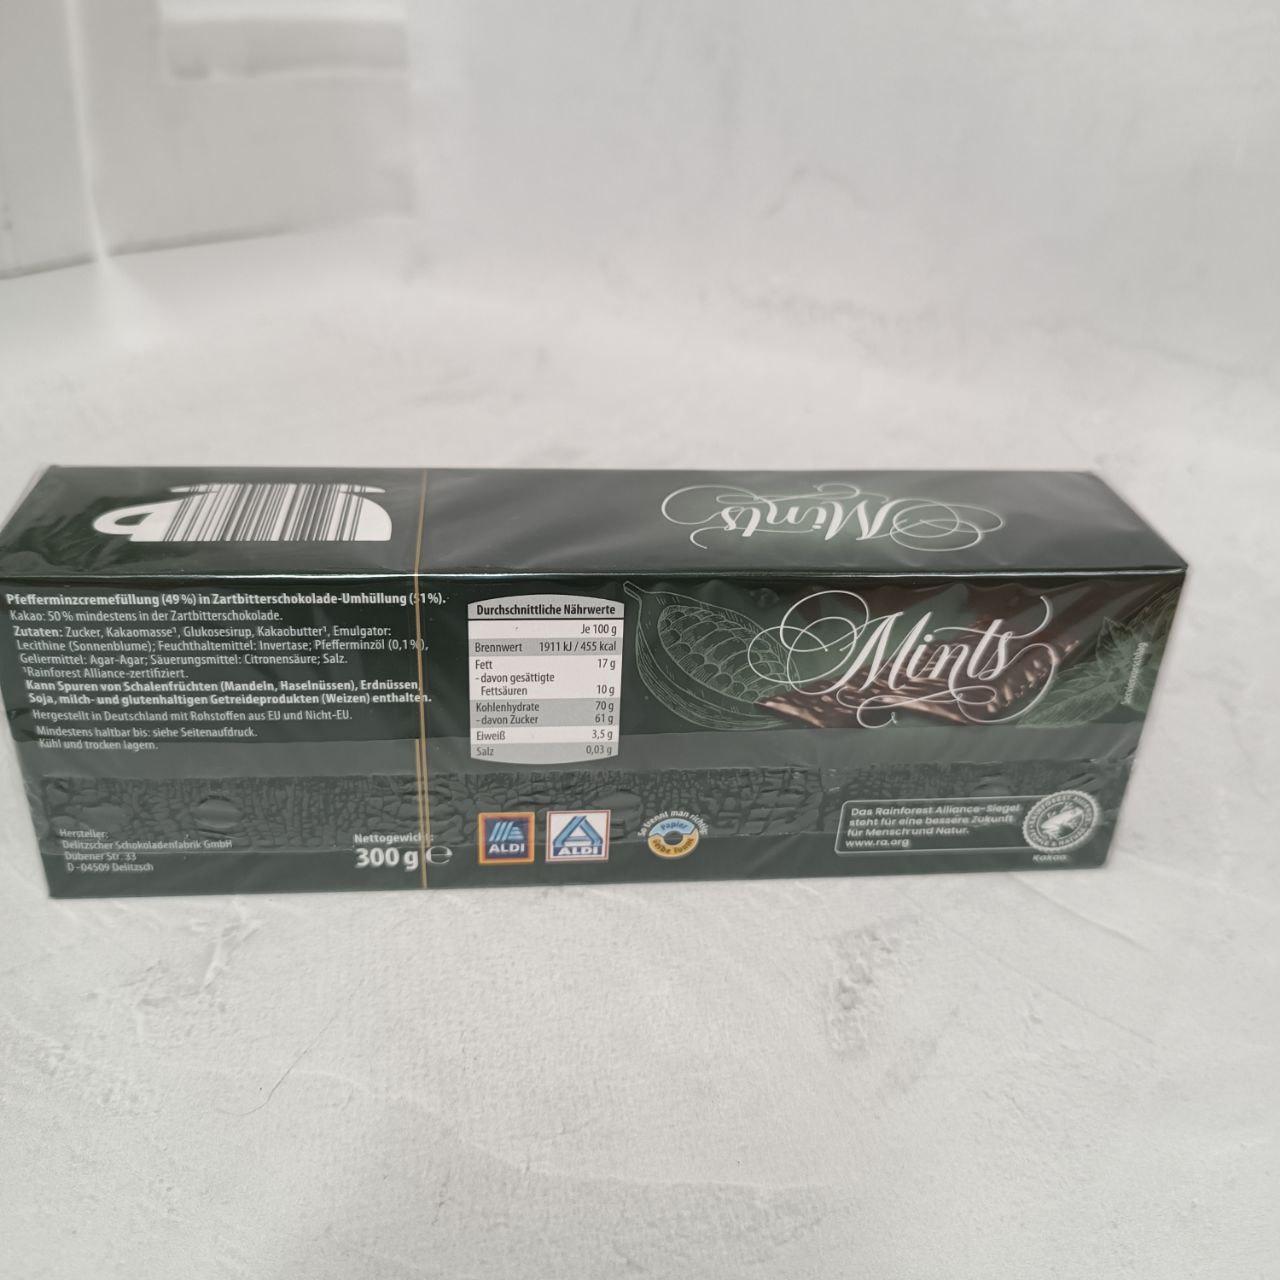 Mints
Pfefferminzcremefüllung (49%) in Zartbitterschokolade-Umhüllung (51%).
Kakao: 50% mindestens in der Zartbitterschokolade.
Zutaten: Zucker, Kakaomasse¹, Glukosesirup, Kakaobutter¹, Emulgator:
Lecithine (Sonnenblume); Feuchthaltemittel: Invertase; Pfefferminzöl (0,1%),
Geliermittel: Agar-Agar; Säuerungsmittel: Citronensäure; Salz.
¹Rainforest Alliance-zertifiziert.
Kann Spuren von Schalenfrüchten (Mandeln, Haselnüssen), Erdnüssen,
Soja, milch- und glutenhaltigen Getreideprodukten (Weizen) enthalten.
Hergestellt in Deutschland mit Rohstoffen aus EU und Nicht-EU.
Mindestens haltbar bis: siehe Seitenaufdruck.
Kühl und trocken lagern.
Hersteller:
Delitzscher Schokoladenfabrik GmbH
Dübener Str. 33
D-04509 Delitzsch
Nettogewicht:
300 g e
Durchschnittliche Nährwerte
Je 100 g
Brennwert 1911 kJ / 455 kcal
Fett 17 g
- davon gesättigte
Fettsäuren 10 g
Kohlenhydrate 70 g
- davon Zucker 61 g
Eiweiß 3,5 g
Salz 0,03 g
ALDI
ALDI
So trennt man richtig
Papier
Mints
Serviervorschlag
Das Rainforest Alliance-Siegel
steht für eine bessere Zukunft
für Mensch und Natur.
www.ra.org
Kakao